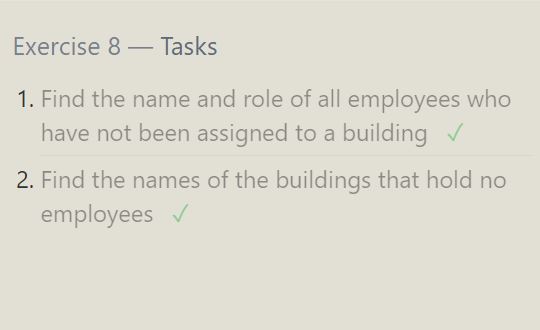 Exercise 8 — Tasks
1. Find the name and role of all employees who
have not been assigned to a building ✓
2. Find the names of the buildings that hold no
employees ✓